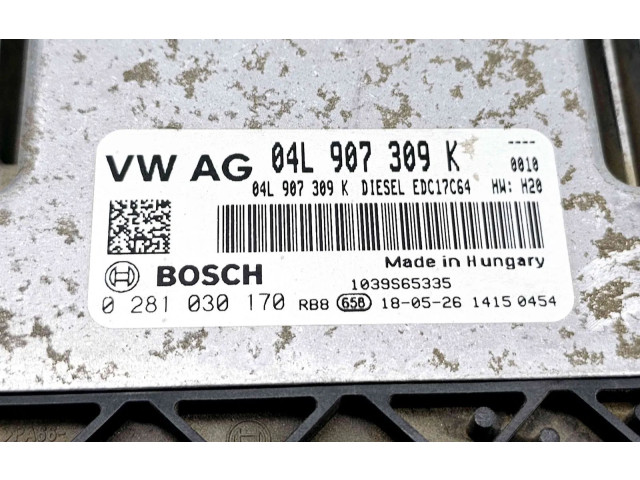 VW AG 04L 907 309 K ----
0010
04L 907 309 K DIESEL EDC17C64 HW: H20
Made in Hungary
BOSCH 1039S65335
0 281 030 170 RB8 658 18-05-26 1415 0454